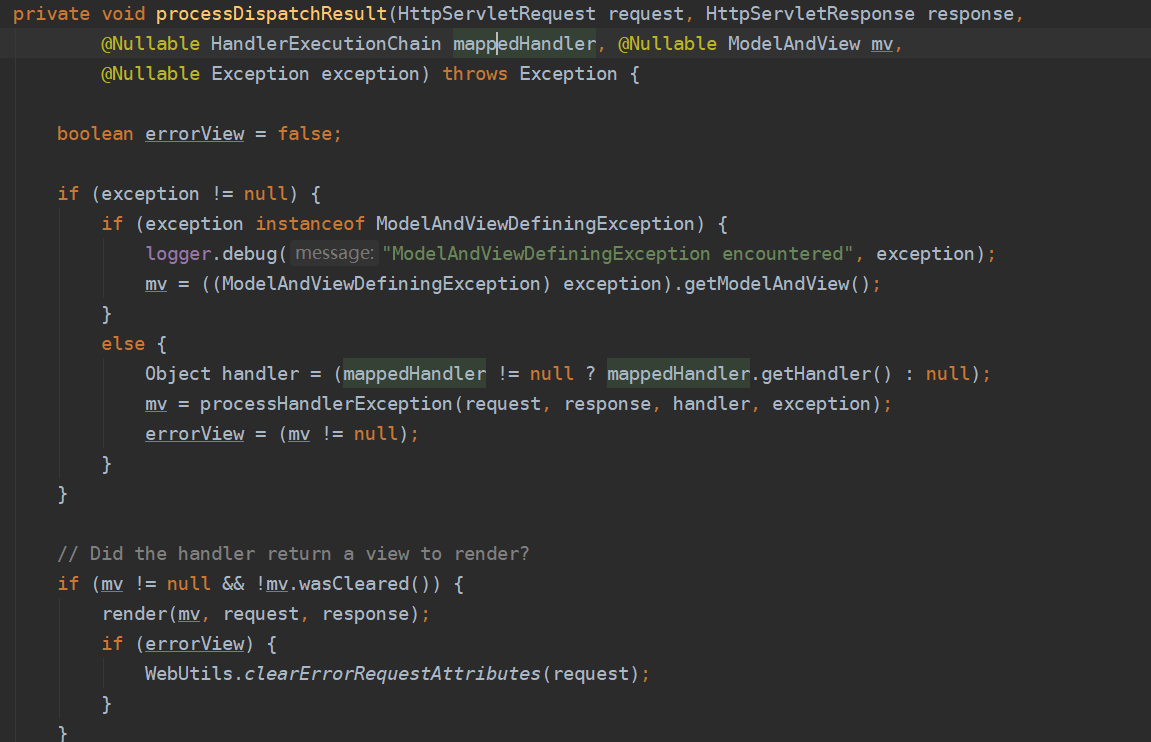 private void processDispatchResult(HttpServletRequest request, HttpServletResponse response,
        @Nullable HandlerExecutionChain mappedHandler, @Nullable ModelAndView mv,
        @Nullable Exception exception) throws Exception {

    boolean errorView = false;

    if (exception != null) {
        if (exception instanceof ModelAndViewDefiningException) {
            logger.debug( message: "ModelAndViewDefiningException encountered", exception);
            mv = ((ModelAndViewDefiningException) exception).getModelAndView();
        }
        else {
            Object handler = (mappedHandler != null ? mappedHandler.getHandler() : null);
            mv = processHandlerException(request, response, handler, exception);
            errorView = (mv != null);
        }
    }

    // Did the handler return a view to render?
    if (mv != null && !mv.wasCleared()) {
        render(mv, request, response);
        if (errorView) {
            WebUtils.clearErrorRequestAttributes(request);
        }
    }